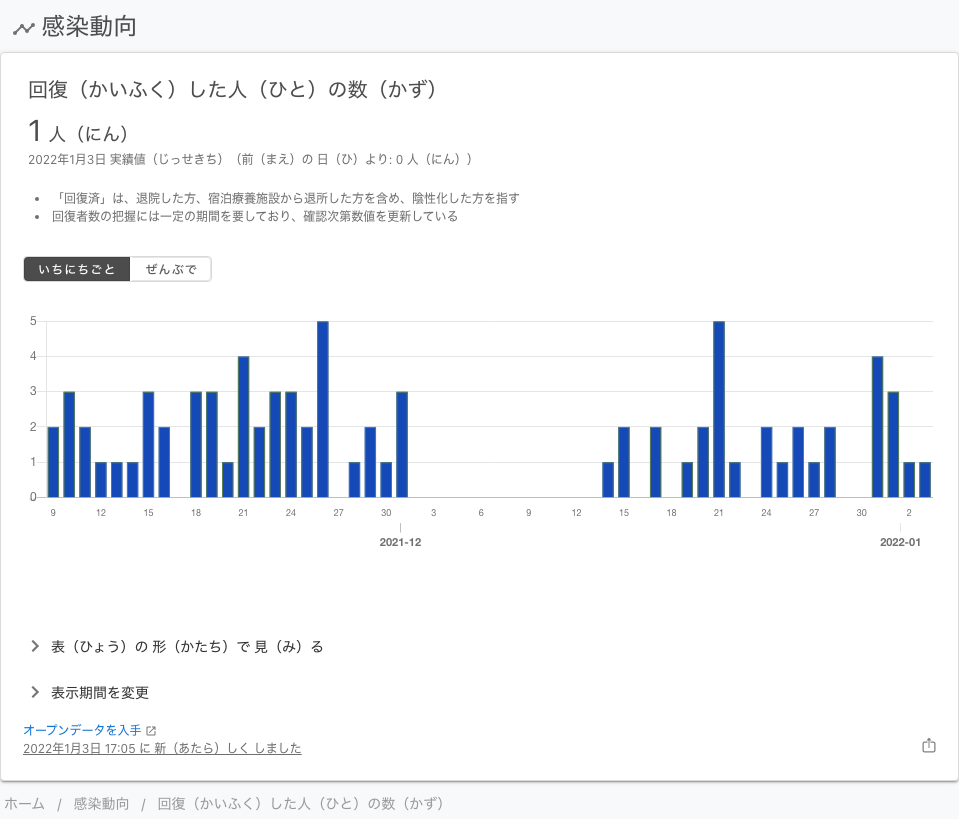 感染動向
回復（かいふく）した人（ひと）の数（かず）
1 人（にん）
2022年1月3日 実績値（じっせきち）（前（まえ）の 日（ひ）より: 0 人（にん））
「回復済」は、退院した方、宿泊療養施設から退所した方を含め、陰性化した方を指す
回復者数の把握には一定の期間を要しており、確認次第数値を更新している
いちにちごと ぜんぶで
5
4
3
2
1
0
9 12 15 18 21 24 27 30 3 6 9 12 15 18 21 24 27 30 2
2021-12 2022-01
表（ひょう）の 形（かたち）で 見（み）る
表示期間を変更
オープンデータを入手
2022年1月3日 17:05 に 新（あたら）しく しました
ホーム / 感染動向 / 回復（かいふく）した人（ひと）の数（かず）